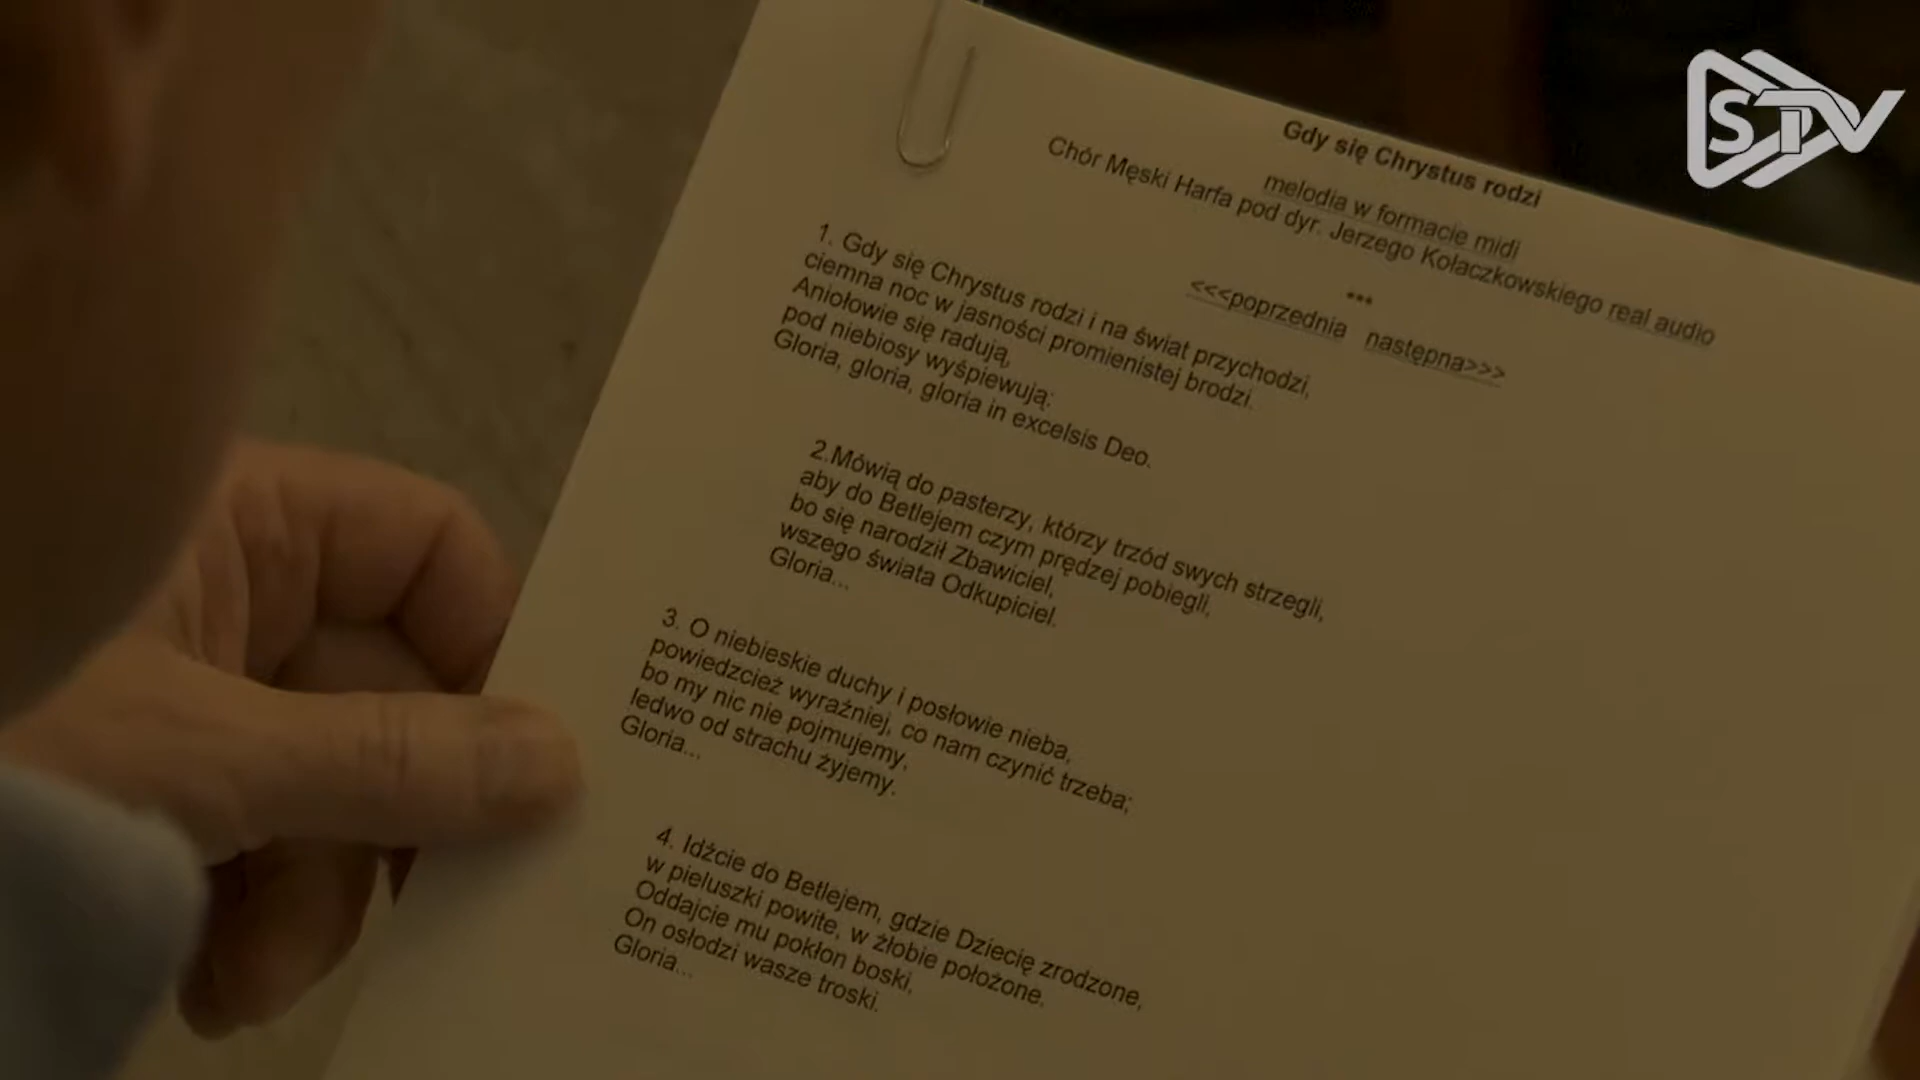 STV
Gdy się Chrystus rodzi
melodia w formacie midi
Chór Męski Harfa pod dyr. Jerzego Kołaczkowskiego real audio
***
<<<poprzednia następna>>>
1. Gdy się Chrystus rodzi i na świat przychodzi,
ciemna noc w jasności promienistej brodzi.
Aniołowie się radują,
pod niebiosy wyśpiewują:
Gloria, gloria, gloria in excelsis Deo.
2.Mówią do pasterzy, którzy trzód swych strzegli,
aby do Betlejem czym prędzej pobiegli,
bo się narodził Zbawiciel,
wszego świata Odkupiciel.
Gloria...
3. O niebieskie duchy i posłowie nieba,
powiedzcież wyraźniej, co nam czynić trzeba;
bo my nic nie pojmujemy,
ledwo od strachu żyjemy.
Gloria...
4. Idźcie do Betlejem, gdzie Dziecię zrodzone,
w pieluszki powite, w żłobie położone.
Oddajcie mu pokłon boski,
On osłodzi wasze troski.
Gloria...